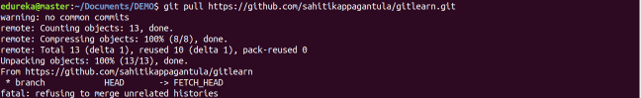 edureka@master:~/Documents/DEMO$ git pull https://github.com/sahitikappagantula/gitlearn.git
warning: no common commits
remote: Counting objects: 13, done.
remote: Compressing objects: 100% (8/8), done.
remote: Total 13 (delta 1), reused 10 (delta 1), pack-reused 0
Unpacking objects: 100% (13/13), done.
From https://github.com/sahitikappagantula/gitlearn
 * branch            HEAD       -> FETCH_HEAD
fatal: refusing to merge unrelated histories